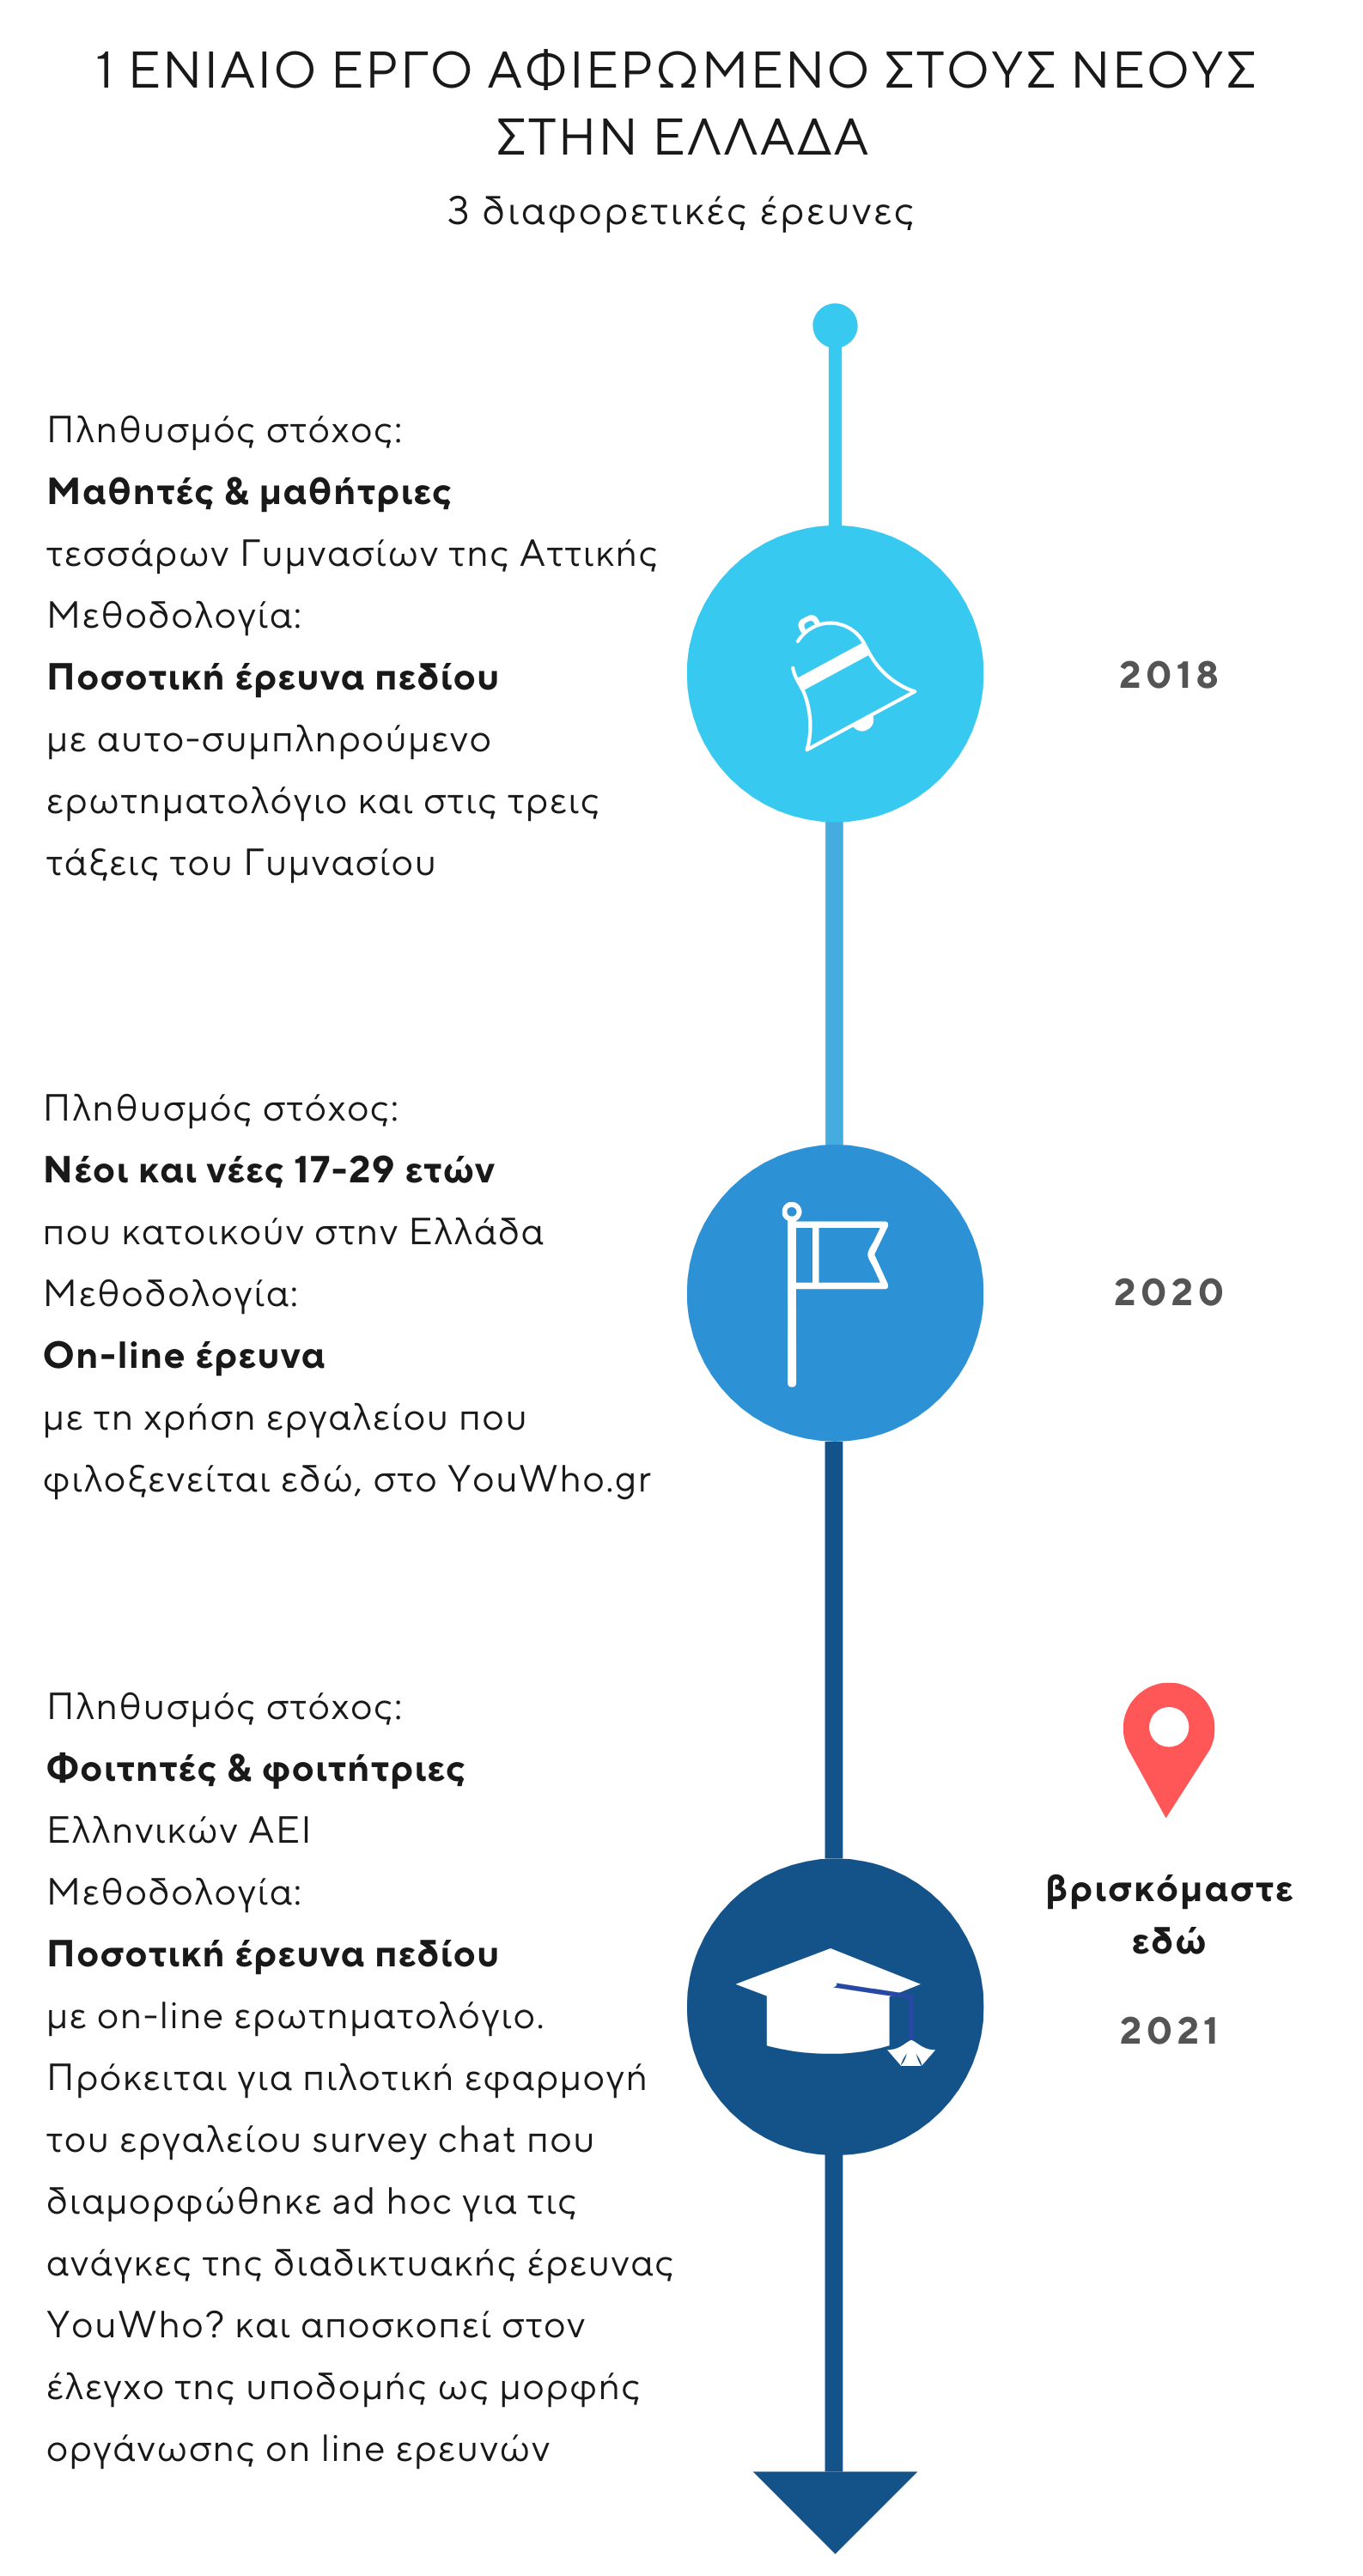 1 ΕΝΙΑΙΟ ΕΡΓΟ ΑΦΙΕΡΩΜΕΝΟ ΣΤΟΥΣ ΝΕΟΥΣ
ΣΤΗΝ ΕΛΛΑΔΑ
3 διαφορετικές έρευνες
Πληθυσμός στόχος:
Μαθητές & μαθήτριες
τεσσάρων Γυμνασίων της Αττικής
Μεθοδολογία:
Ποσοτική έρευνα πεδίου
με αυτο-συμπληρούμενο
ερωτηματολόγιο και στις τρεις
τάξεις του Γυμνασίου
2018
Πληθυσμός στόχος:
Νέοι και νέες 17-29 ετών
που κατοικούν στην Ελλάδα
Μεθοδολογία:
On-line έρευνα
με τη χρήση εργαλείου που
φιλοξενείται εδώ, στο YouWho.gr
2020
Πληθυσμός στόχος:
Φοιτητές & φοιτήτριες
Ελληνικών ΑΕΙ
Μεθοδολογία:
Ποσοτική έρευνα πεδίου
με on-line ερωτηματολόγιο.
Πρόκειται για πιλοτική εφαρμογή
του εργαλείου survey chat που
διαμορφώθηκε ad hoc για τις
ανάγκες της διαδικτυακής έρευνας
YouWho? και αποσκοπεί στον
έλεγχο της υποδομής ως μορφής
οργάνωσης on line ερευνών
βρισκόμαστε
εδώ
2021